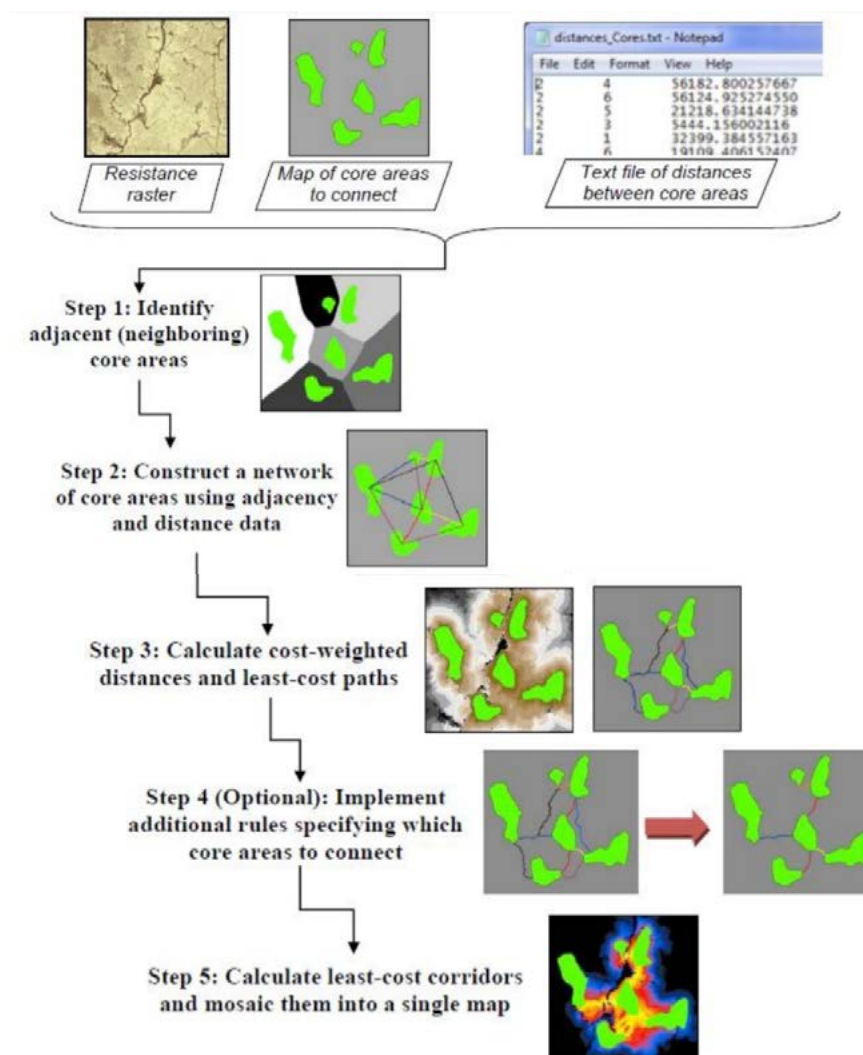 distances_Cores.txt - Notepad
File Edit Format View Help
2 4 56182.800257667
2 6 56124.925274550
2 5 21218.634144738
2 3 5444.156002116
2 1 32399.384557163
4 6 19109.406152407
Resistance
raster
Map of core areas
to connect
Text file of distances
between core areas
Step 1: Identify
adjacent (neighboring)
core areas
Step 2: Construct a network
of core areas using adjacency
and distance data
Step 3: Calculate cost-weighted
distances and least-cost paths
Step 4 (Optional): Implement
additional rules specifying which
core areas to connect
Step 5: Calculate least-cost corridors
and mosaic them into a single map